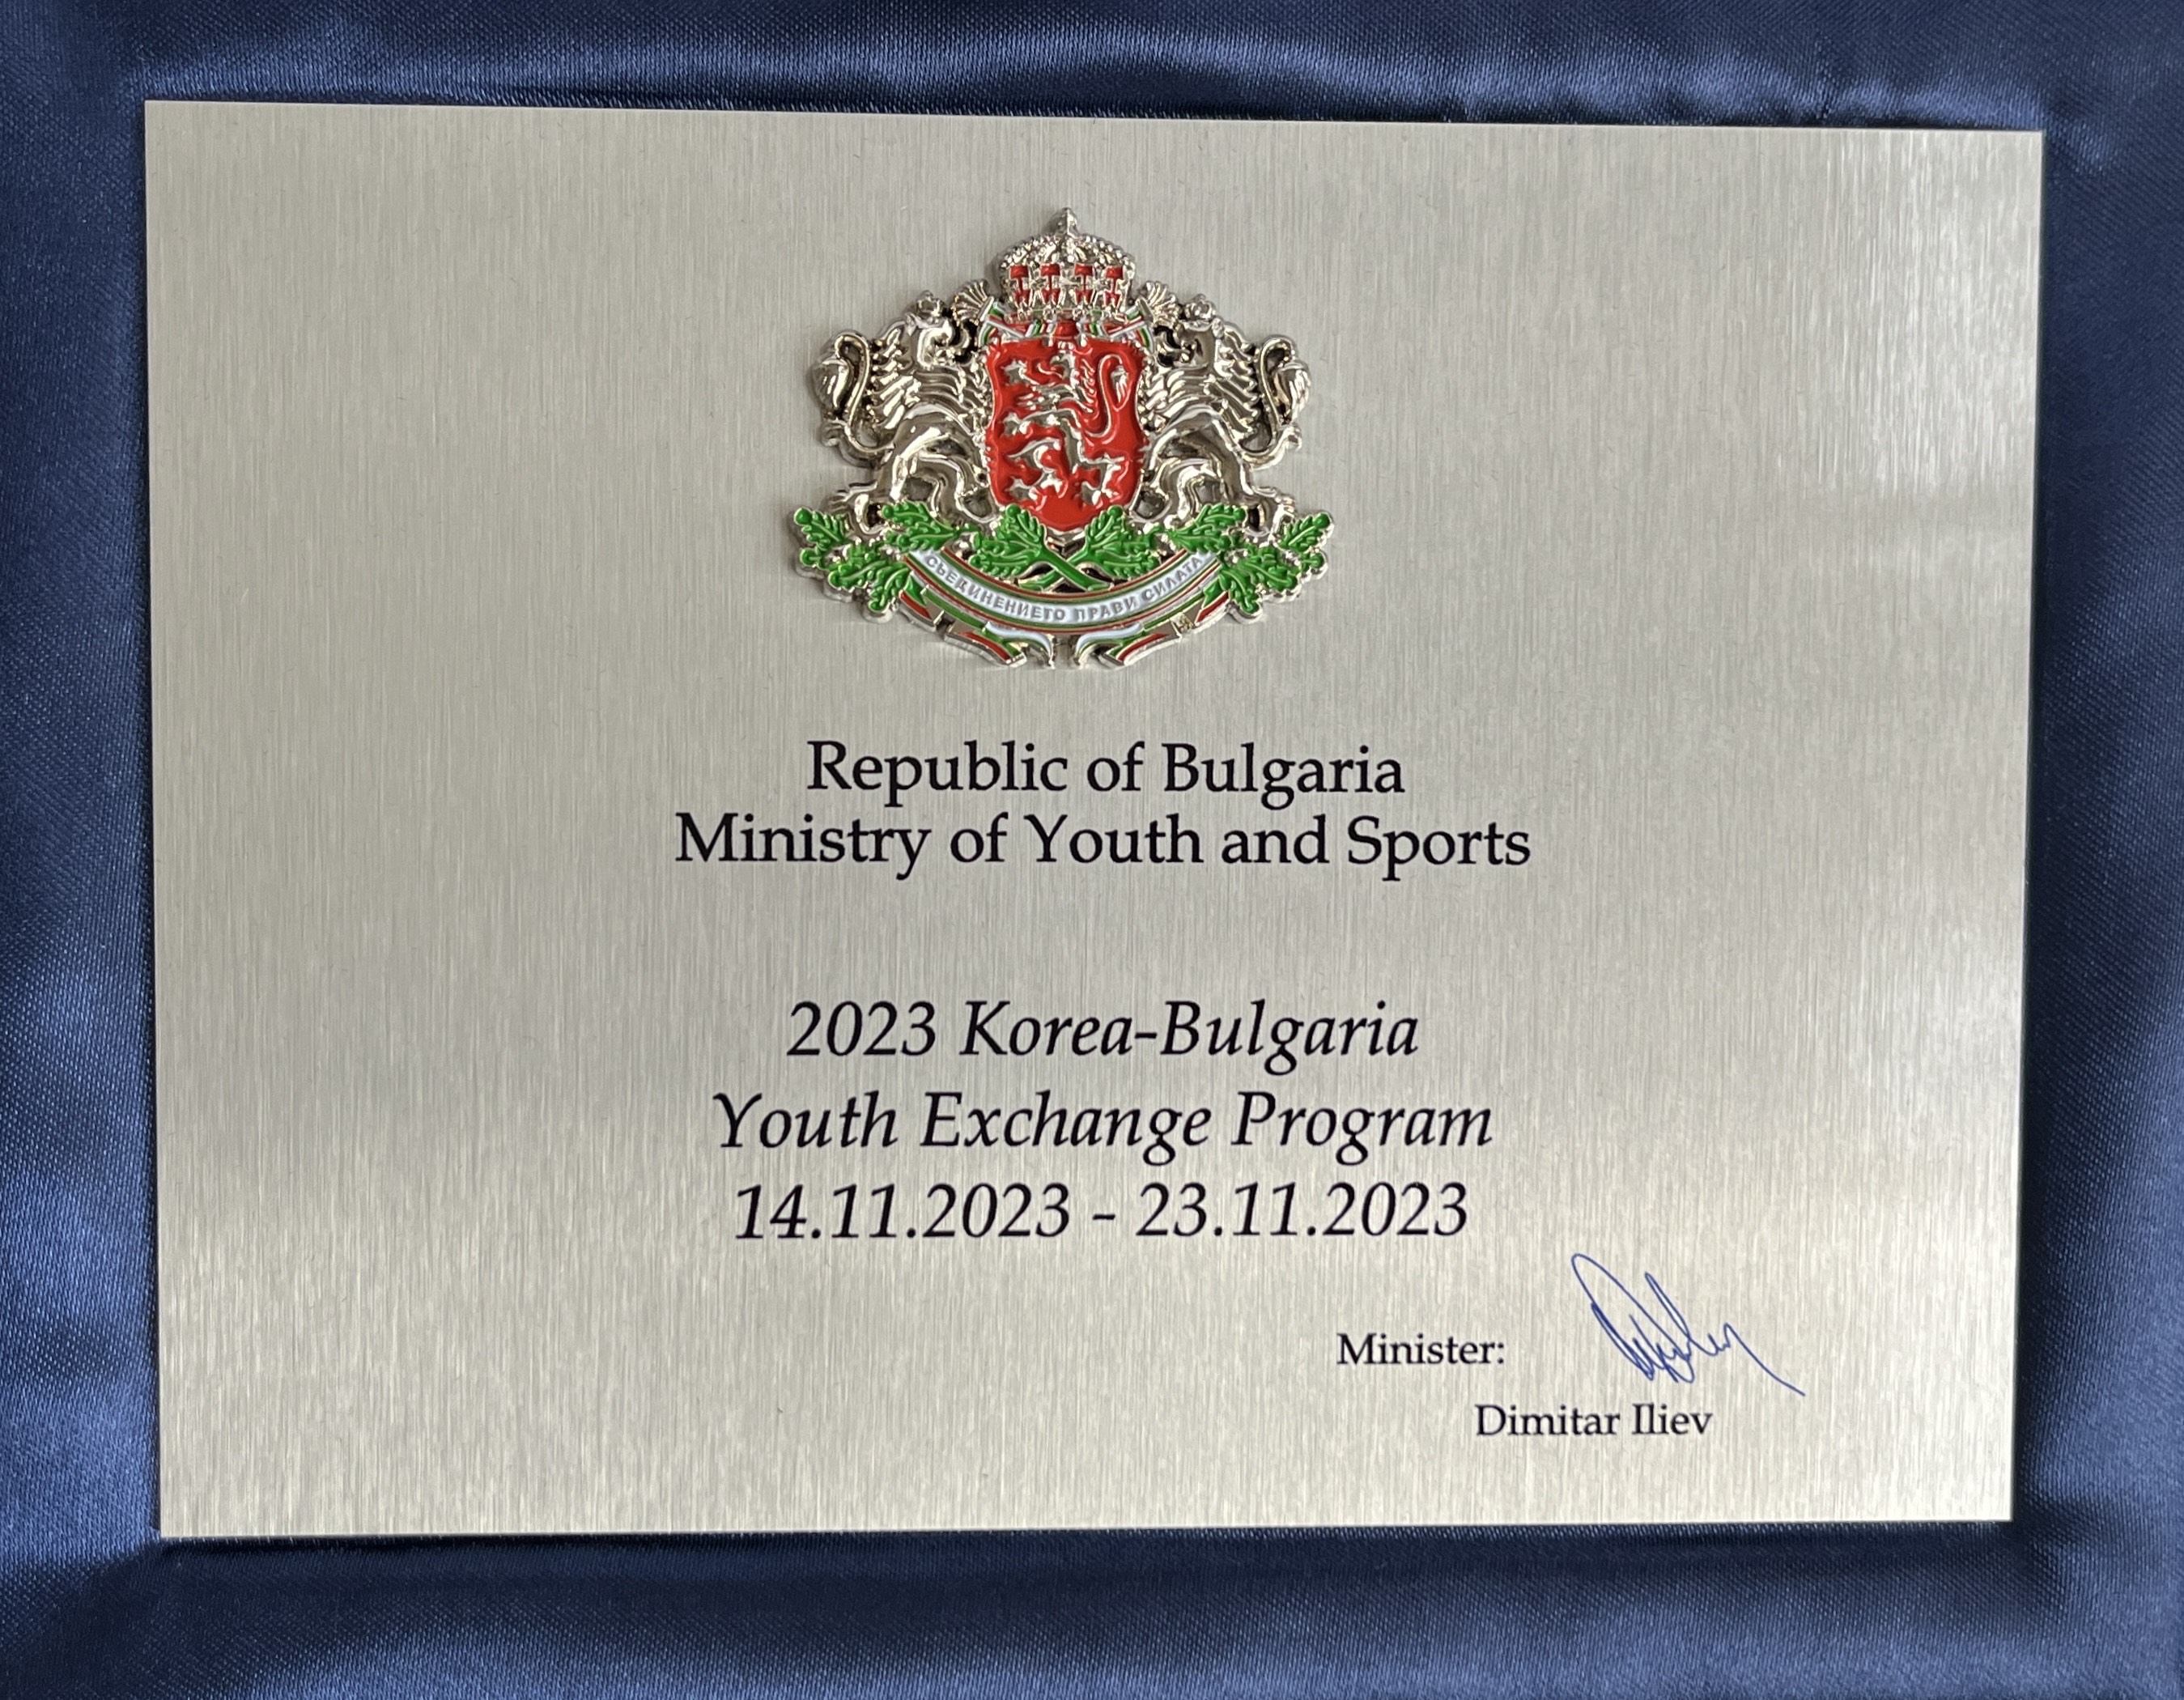 СЪЕДИНЕНИЕТО ПРАВИ СИЛАТА
Republic of Bulgaria
Ministry of Youth and Sports
2023 Korea-Bulgaria
Youth Exchange Program
14.11.2023 - 23.11.2023
Minister:
Dimitar Iliev